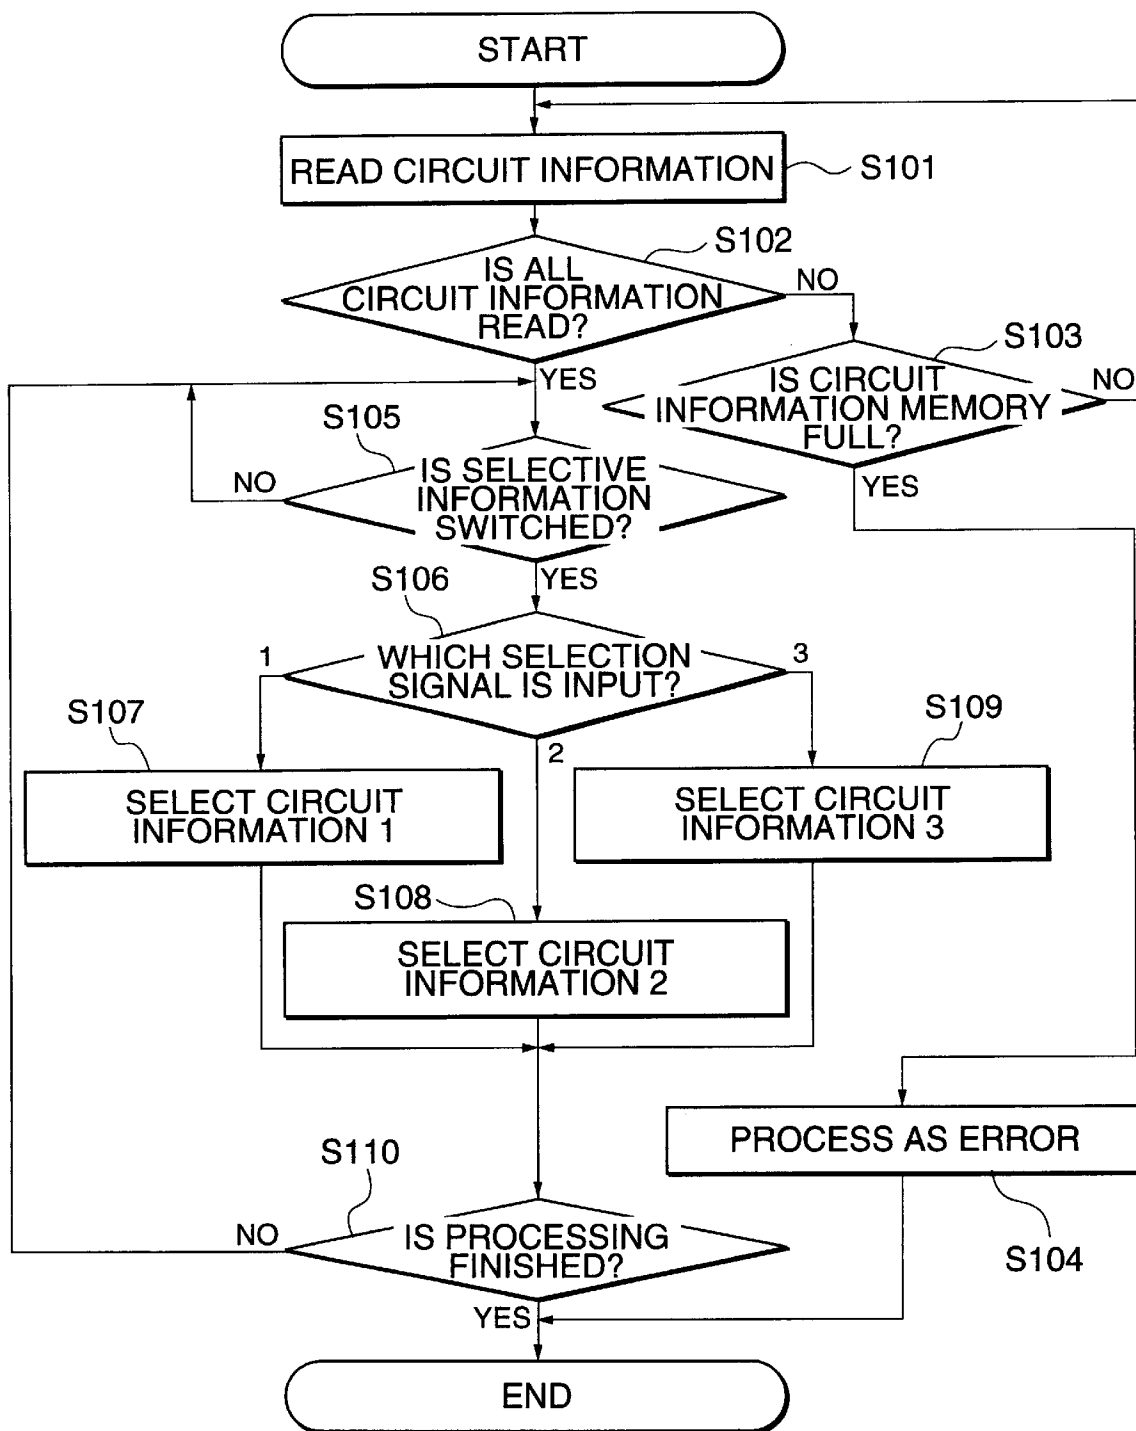 START
READ CIRCUIT INFORMATION
S101
S102
IS ALL
CIRCUIT INFORMATION
READ?
NO
YES
S103
IS CIRCUIT
INFORMATION MEMORY
FULL?
NO
YES
S105
IS SELECTIVE
INFORMATION
SWITCHED?
NO
YES
S106
WHICH SELECTION
SIGNAL IS INPUT?
1
2
3
S107
SELECT CIRCUIT
INFORMATION 1
S109
SELECT CIRCUIT
INFORMATION 3
S108
SELECT CIRCUIT
INFORMATION 2
PROCESS AS ERROR
S104
S110
IS PROCESSING
FINISHED?
NO
YES
END